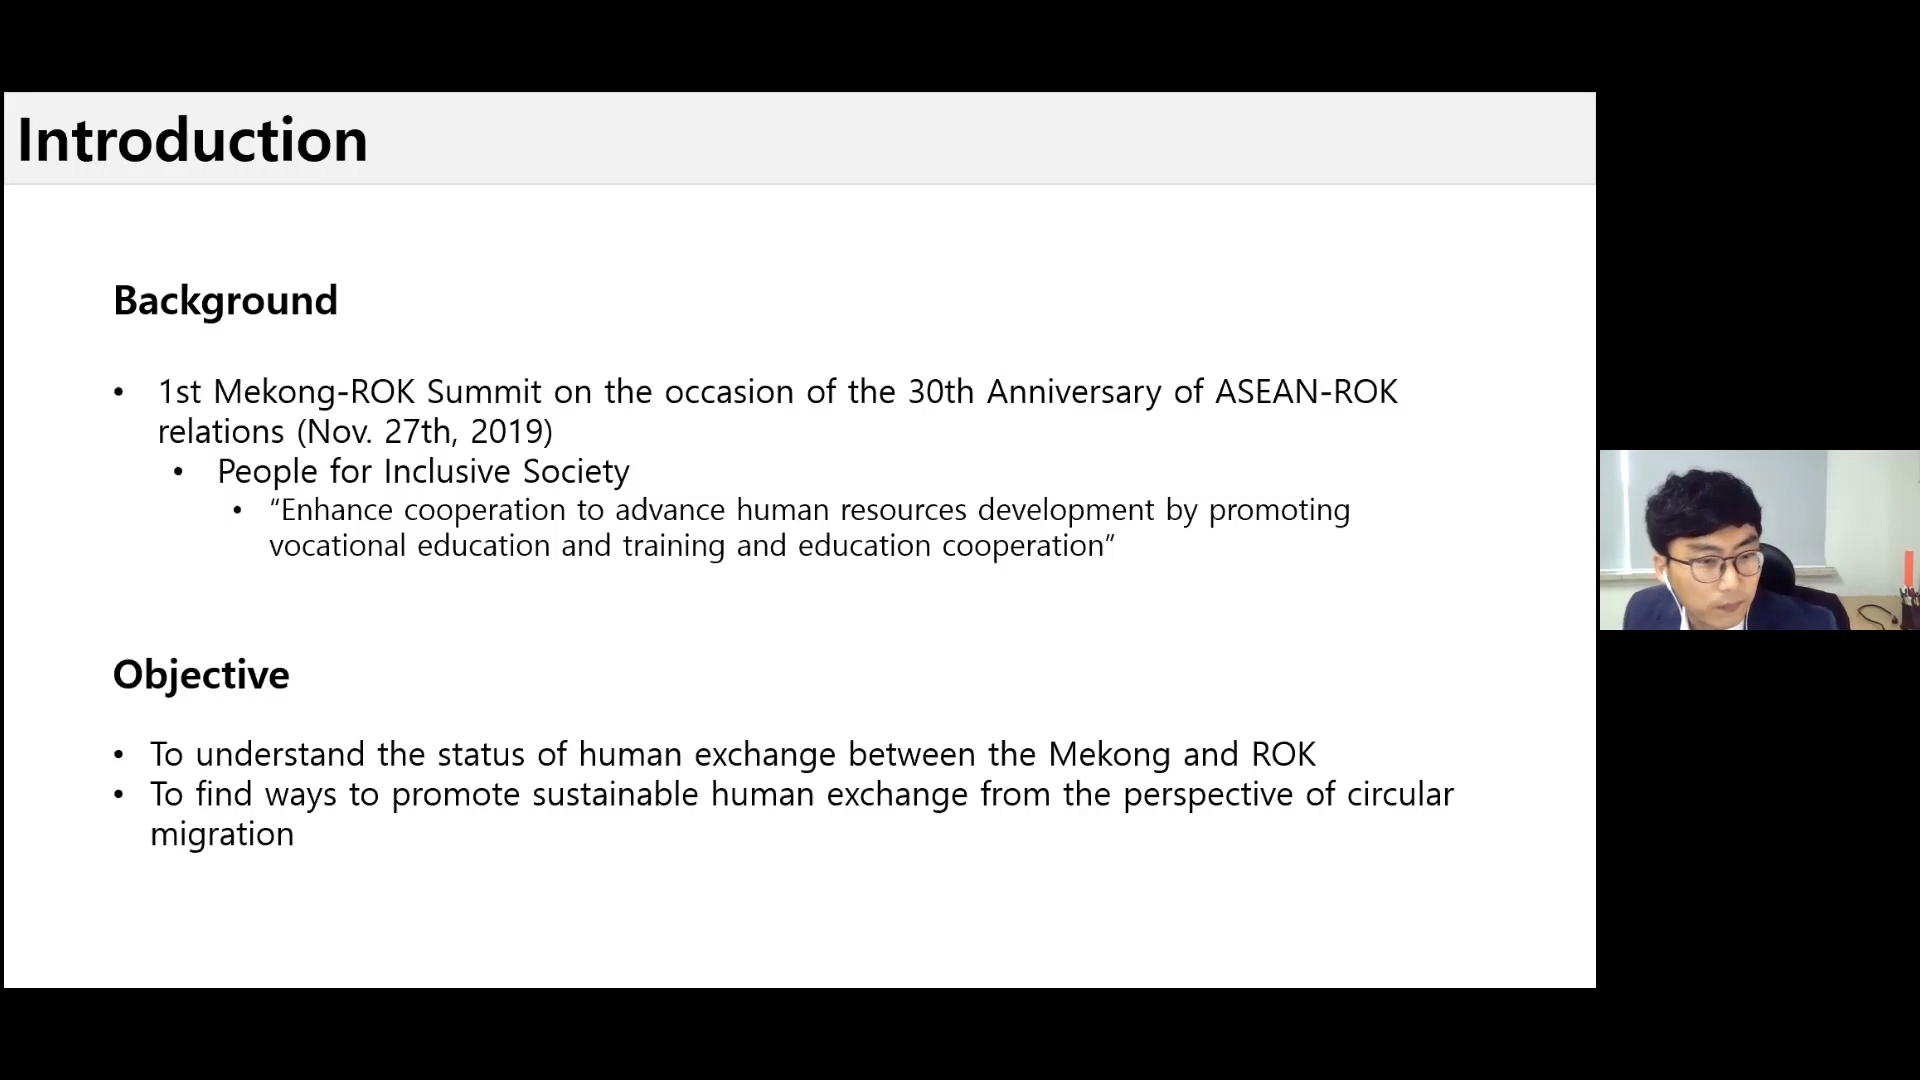 Introduction
Background
• 1st Mekong-ROK Summit on the occasion of the 30th Anniversary of ASEAN-ROK
relations (Nov. 27th, 2019)
• People for Inclusive Society
• “Enhance cooperation to advance human resources development by promoting
vocational education and training and education cooperation”
Objective
• To understand the status of human exchange between the Mekong and ROK
• To find ways to promote sustainable human exchange from the perspective of circular
migration